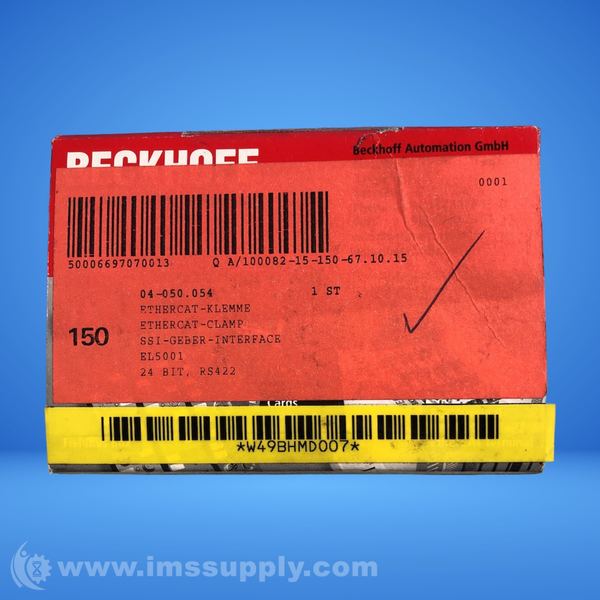 BECKHOFF
Beckhoff Automation GmbH
0001
50006697070013 Q A/100082-15-150-67.10.15
04-050.054 1 ST
ETHERCAT-KLEMME
ETHERCAT-CLAMP
150 SSI-GEBER-INTERFACE
EL5001
24 BIT, RS422
Cards
*W49BHMD007*
www.imssupply.com